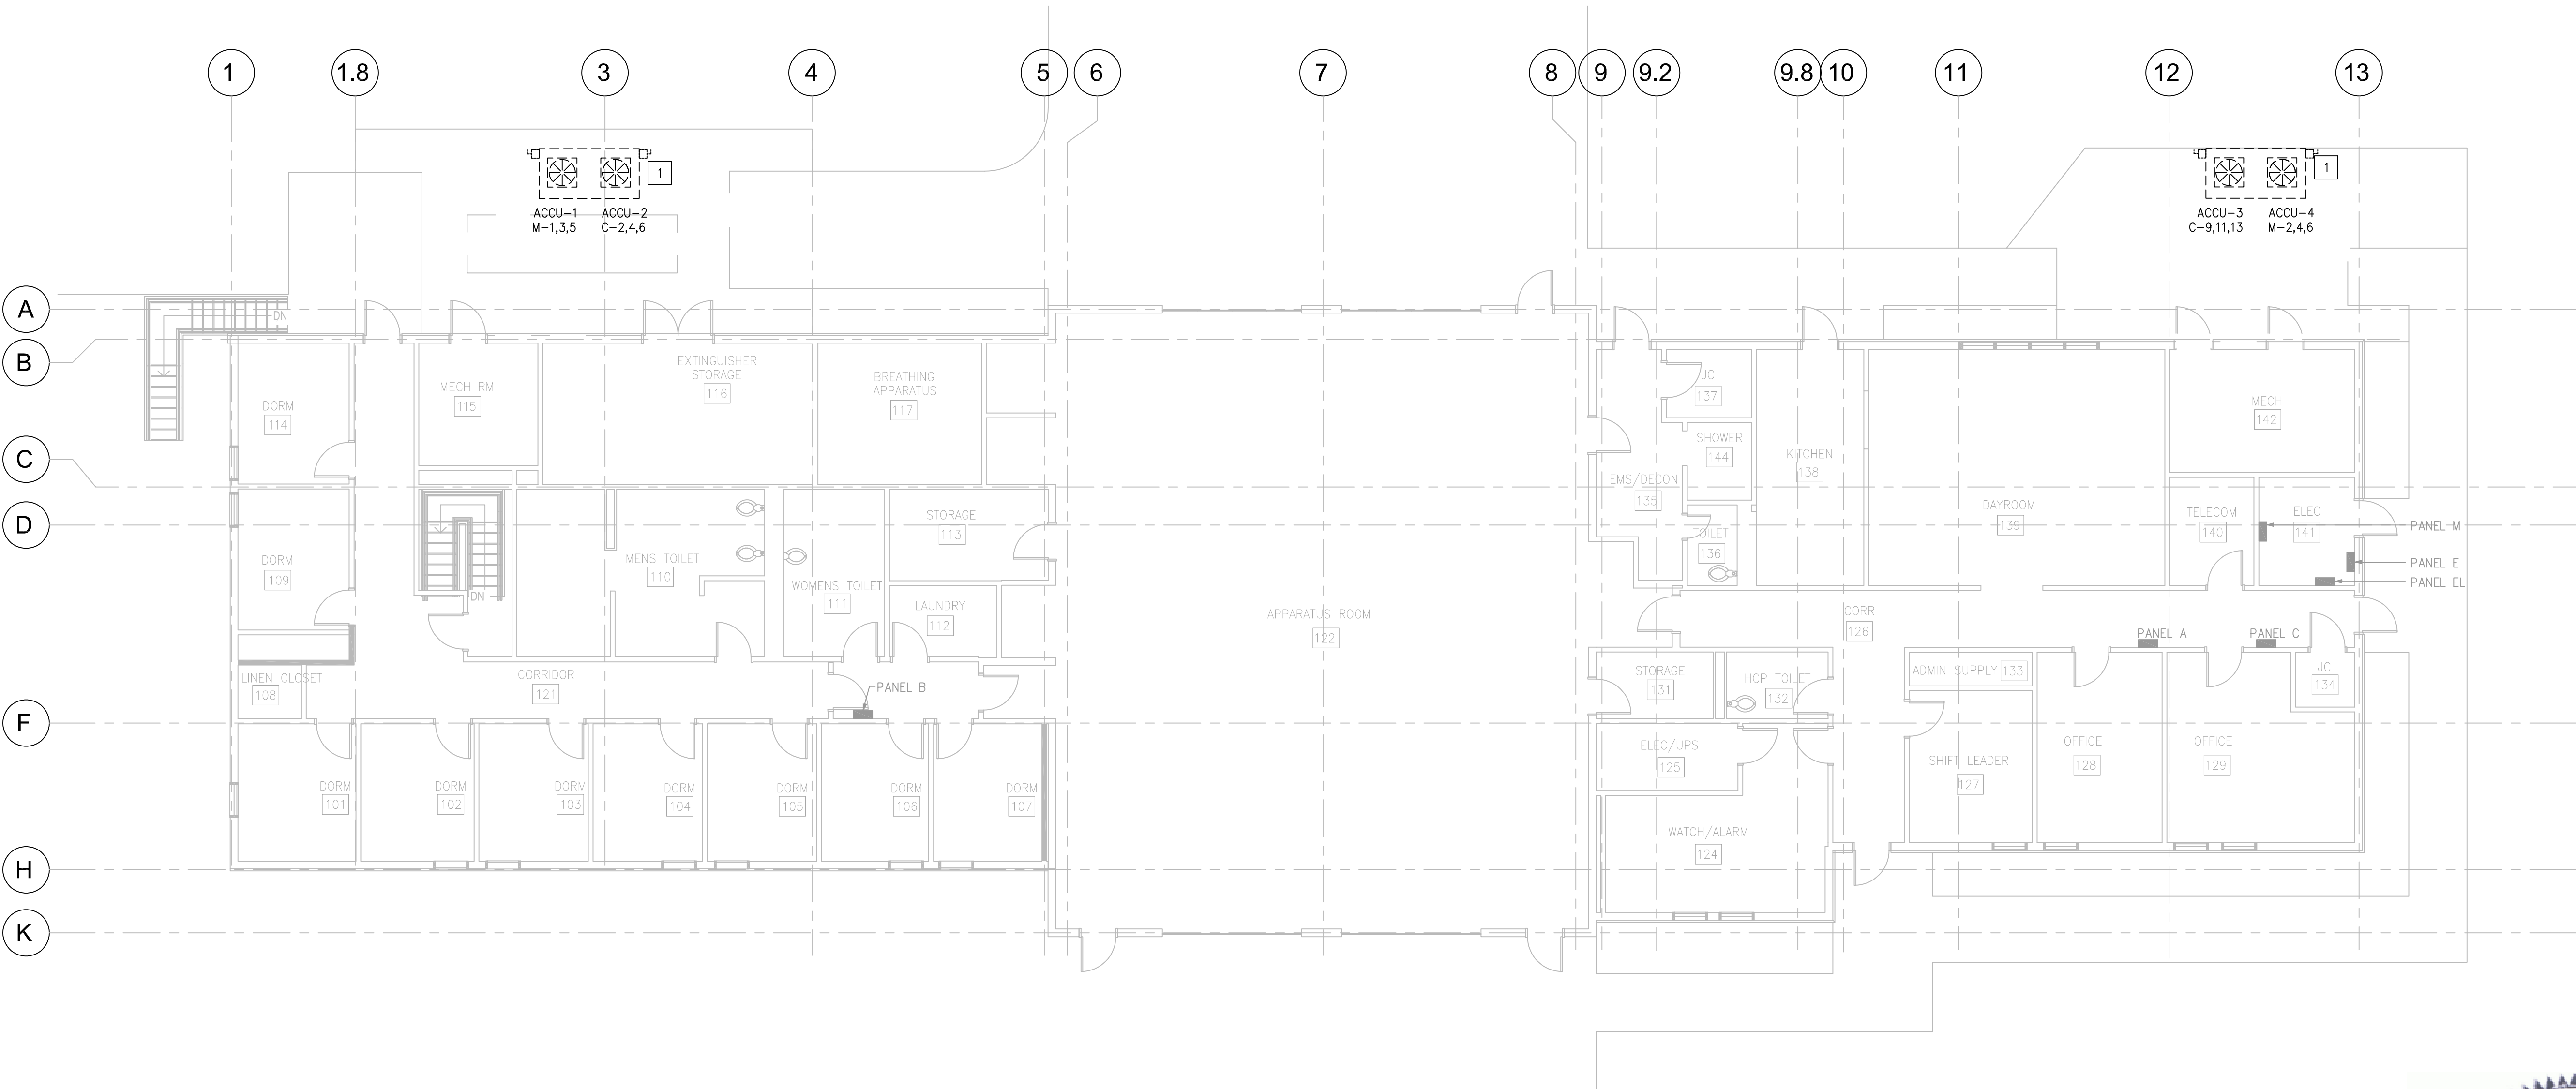 1 1.8 3 4 5 6 7 8 9 9.2 9.8 10 11 12 13
1
1
ACCU-1 ACCU-2
M-1,3,5 C-2,4,6
ACCU-3 ACCU-4
C-9,11,13 M-2,4,6
A
DN
B
EXTINGUISHER
STORAGE
116
BREATHING
APPARATUS
117
MECH RM
115
DORM
114
JC
137
MECH
142
C
SHOWER
144
KITCHEN
138
EMS/DECON
135
D
STORAGE
113
DAYROOM
139
TELECOM
140
ELEC
141
PANEL M
TOILET
136
DORM
109
MENS TOILET
110
WOMENS TOILET
111
PANEL E
PANEL EL
DN
LAUNDRY
112
APPARATUS ROOM
122
CORR
126
PANEL A
PANEL C
LINEN CLOSET
108
CORRIDOR
121
PANEL B
STORAGE
131
HCP TOILET
132
ADMIN SUPPLY 133
JC
134
F
ELEC/UPS
125
SHIFT LEADER
127
OFFICE
128
OFFICE
129
DORM
101
DORM
102
DORM
103
DORM
104
DORM
105
DORM
106
DORM
107
WATCH/ALARM
124
H
K